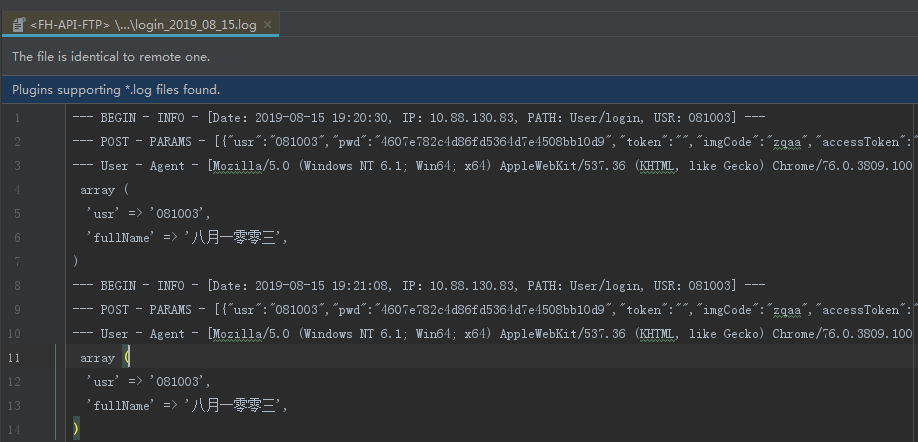 <FH-API-FTP> \...\login_2019_08_15.log
The file is identical to remote one.
Plugins supporting *.log files found.
1 --- BEGIN - INFO - [Date: 2019-08-15 19:20:30, IP: 10.88.130.83, PATH: User/login, USR: 081003] ---
2 --- POST - PARAMS - [{"usr":"081003","pwd":"4607e782c4d86fd5364d7e4508bb10d9","token":"","imgCode":"zqaa","accessToken":"
3 --- User - Agent - [Mozilla/5.0 (Windows NT 6.1; Win64; x64) AppleWebKit/537.36 (KHTML, like Gecko) Chrome/76.0.3809.100
4 array (
5 'usr' => '081003',
6 'fullName' => '八月一零零三',
7 )
8 --- BEGIN - INFO - [Date: 2019-08-15 19:21:08, IP: 10.88.130.83, PATH: User/login, USR: 081003] ---
9 --- POST - PARAMS - [{"usr":"081003","pwd":"4607e782c4d86fd5364d7e4508bb10d9","token":"","imgCode":"zqaa","accessToken":"
10 --- User - Agent - [Mozilla/5.0 (Windows NT 6.1; Win64; x64) AppleWebKit/537.36 (KHTML, like Gecko) Chrome/76.0.3809.100
11 array (
12 'usr' => '081003',
13 'fullName' => '八月一零零三',
14 )